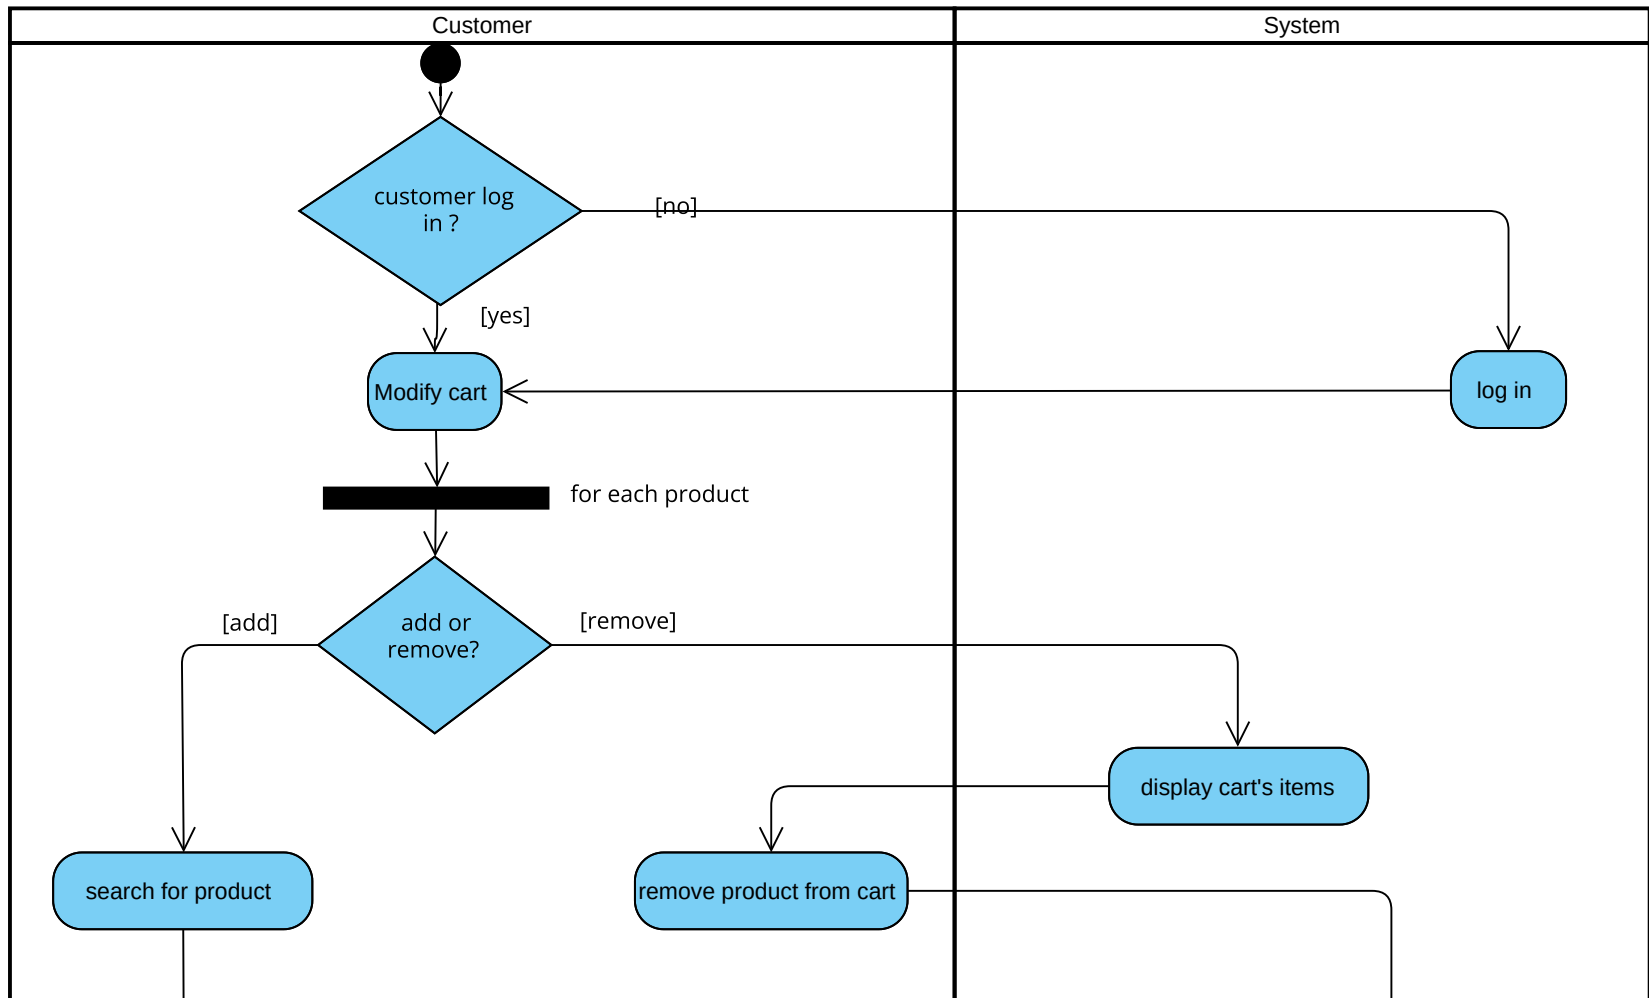 Customer
System
customer log
in ?
[no]
[yes]
Modify cart
log in
for each product
add or
remove?
[add]
[remove]
display cart's items
search for product
remove product from cart